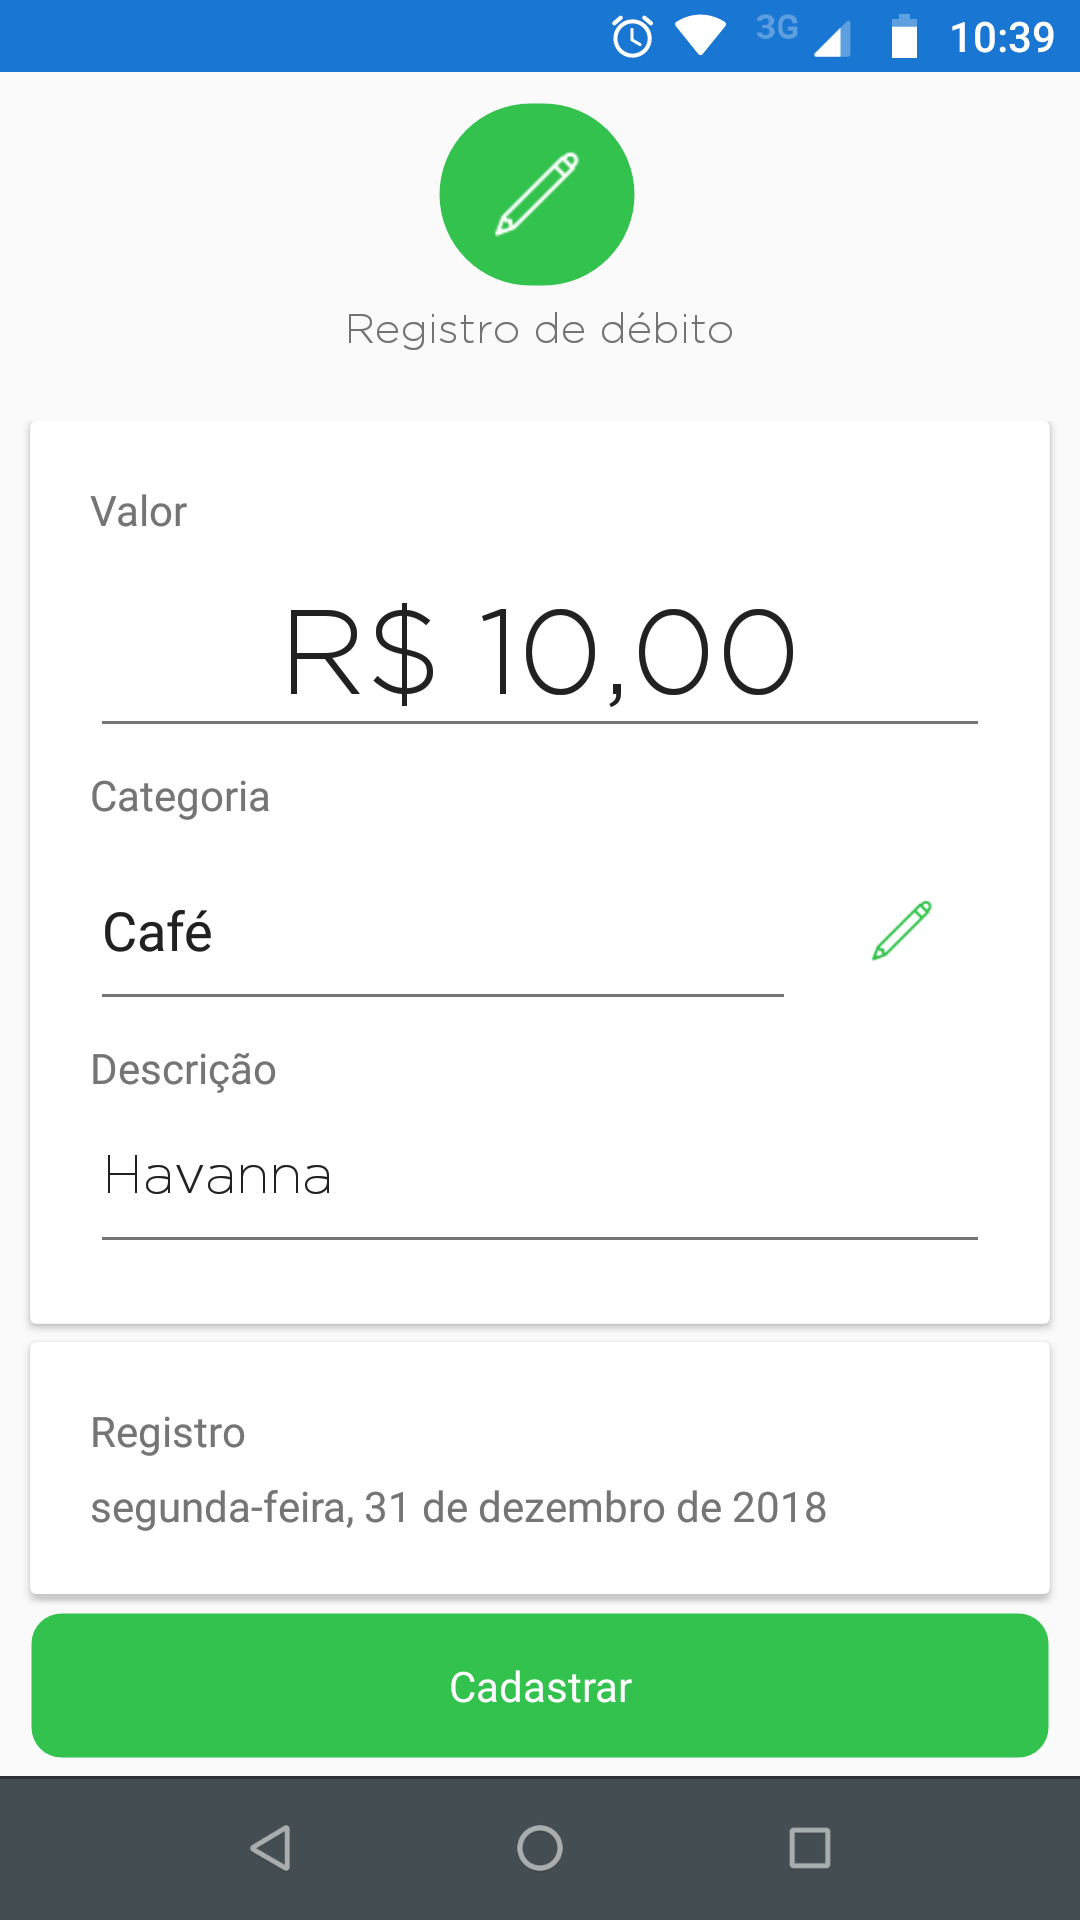 3G 10:39
Registro de débito
Valor
R$ 10,00
Categoria
Café
Descrição
Havanna
Registro
segunda-feira, 31 de dezembro de 2018
Cadastrar